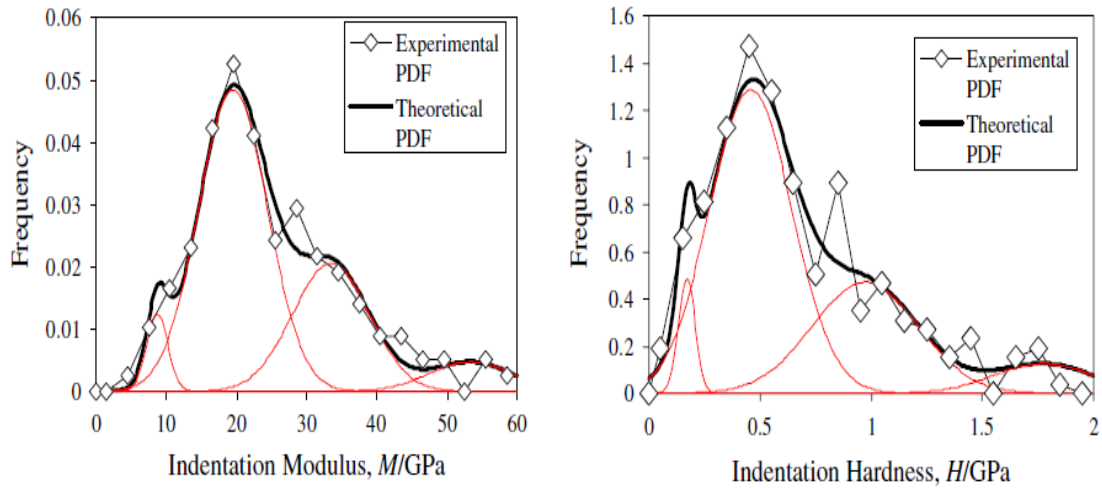 0.06
0.05
0.04
0.03
0.02
0.01
0
Frequency
Experimental
PDF
Theoretical
PDF
0 10 20 30 40 50 60
Indentation Modulus, M/GPa
1.6
1.4
1.2
1
0.8
0.6
0.4
0.2
0
Frequency
Experimental
PDF
Theoretical
PDF
0 0.5 1 1.5 2
Indentation Hardness, H/GPa